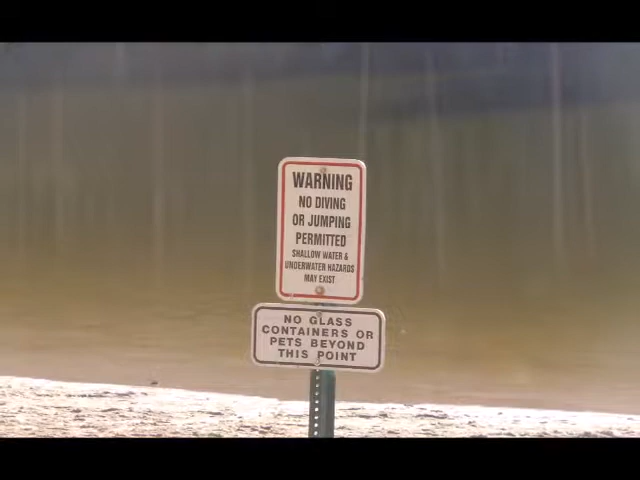 WARNING
NO DIVING
OR JUMPING
PERMITTED
SHALLOW WATER &
UNDERWATER HAZARDS
MAY EXIST
NO GLASS
CONTAINERS OR
PETS BEYOND
THIS POINT